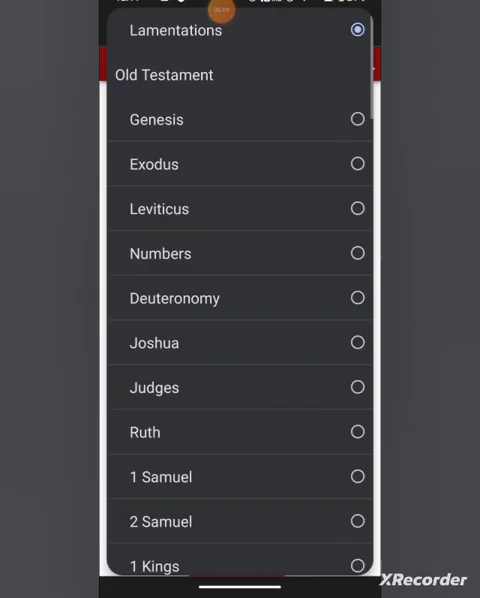 Lamentations
Old Testament
Genesis
Exodus
Leviticus
Numbers
Deuteronomy
Joshua
Judges
Ruth
1 Samuel
2 Samuel
1 Kings
XRecorder